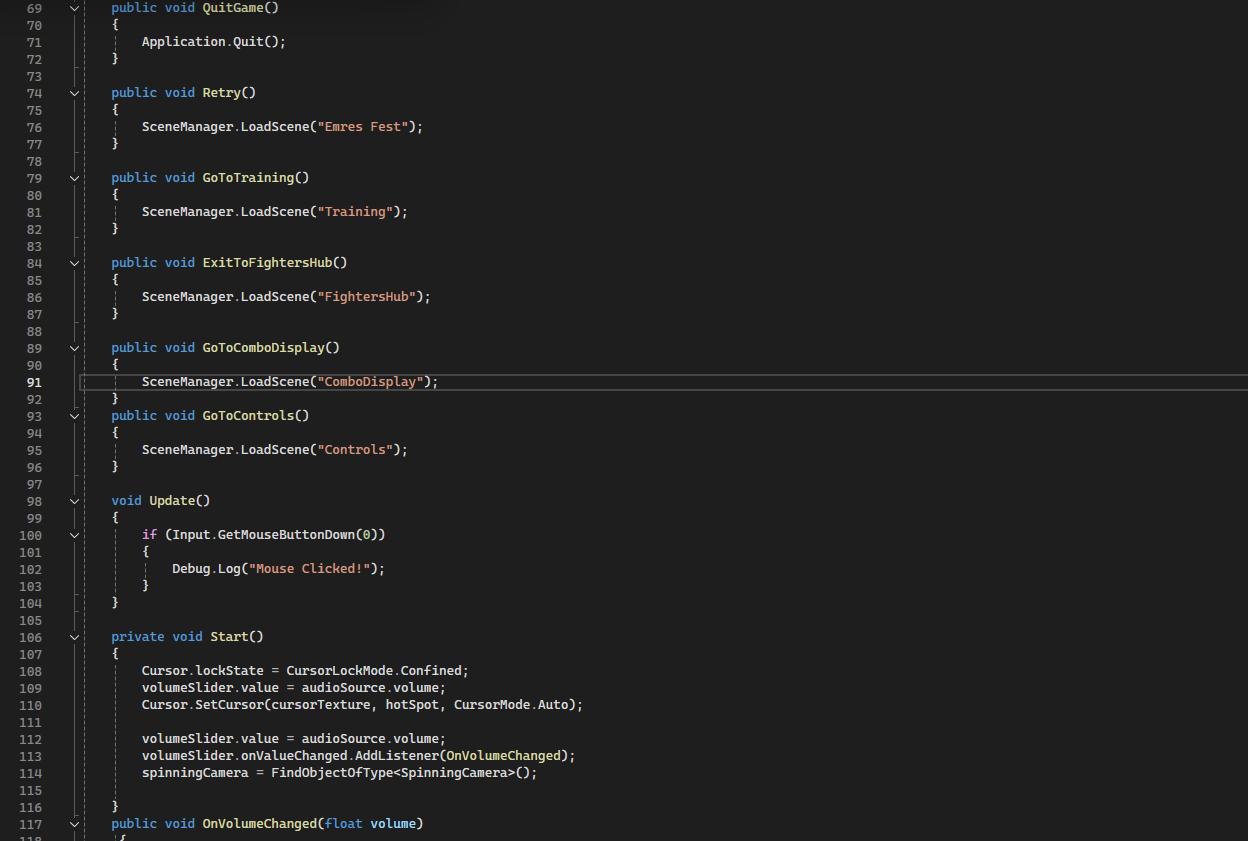 69 public void QuitGame()
70 {
71 Application.Quit();
72 }
73
74 public void Retry()
75 {
76 SceneManager.LoadScene("Emres Fest");
77 }
78
79 public void GoToTraining()
80 {
81 SceneManager.LoadScene("Training");
82 }
83
84 public void ExitToFightersHub()
85 {
86 SceneManager.LoadScene("FightersHub");
87 }
88
89 public void GoToComboDisplay()
90 {
91 SceneManager.LoadScene("ComboDisplay");
92 }
93 public void GoToControls()
94 {
95 SceneManager.LoadScene("Controls");
96 }
97
98 void Update()
99 {
100 if (Input.GetMouseButtonDown(0))
101 {
102 Debug.Log("Mouse Clicked!");
103 }
104 }
105
106 private void Start()
107 {
108 Cursor.lockState = CursorLockMode.Confined;
109 volumeSlider.value = audioSource.volume;
110 Cursor.SetCursor(cursorTexture, hotSpot, CursorMode.Auto);
111
112 volumeSlider.value = audioSource.volume;
113 volumeSlider.onValueChanged.AddListener(OnVolumeChanged);
114 spinningCamera = FindObjectOfType<SpinningCamera>();
115
116 }
117 public void OnVolumeChanged(float volume)
118 {